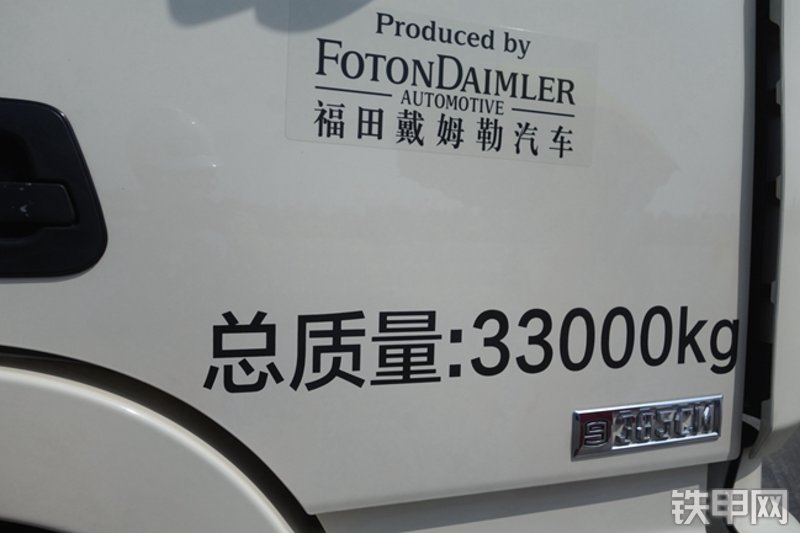 Produced by
FOTONDAIMLER
AUTOMOTIVE
福田戴姆勒汽车
总质量:33000kg
铁甲网